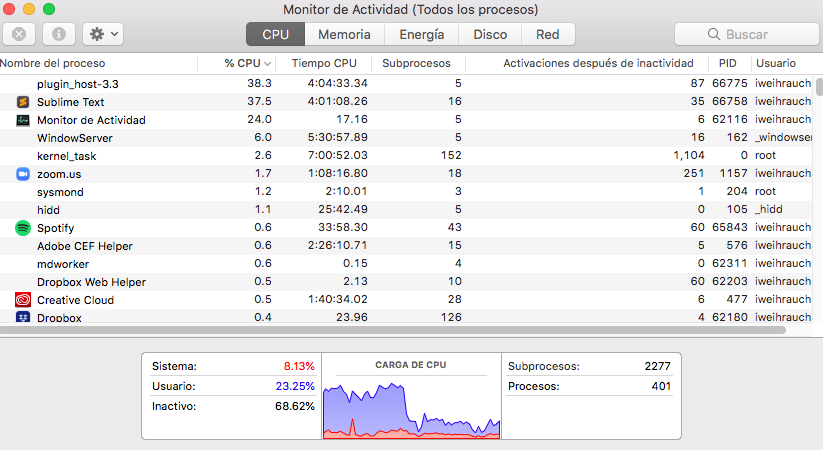 Monitor de Actividad (Todos los procesos)
CPU Memoria Energía Disco Red Buscar
Nombre del proceso % CPU Tiempo CPU Subprocesos Activaciones después de inactividad PID Usuario
plugin_host-3.3 38.3 4:04:33.34 5 87 66775 iweihrauch
Sublime Text 37.5 4:01:08.26 16 35 66758 iweihrauch
Monitor de Actividad 24.0 17.16 5 6 62116 iweihrauch
WindowServer 6.0 5:30:57.89 5 16 162 _windowser
kernel_task 2.6 7:00:52.03 152 1,104 0 root
zoom.us 1.7 1:08:16.80 18 251 1157 iweihrauch
sysmond 1.2 2:10.01 3 1 204 root
hidd 1.1 25:42.49 5 0 105 _hidd
Spotify 0.6 33:58.30 43 60 65843 iweihrauch
Adobe CEF Helper 0.6 2:26:10.71 15 5 576 iweihrauch
mdworker 0.6 0.15 4 0 62311 iweihrauch
Dropbox Web Helper 0.5 2.13 10 60 62203 iweihrauch
Creative Cloud 0.5 1:40:34.02 28 6 477 iweihrauch
Dropbox 0.4 23.96 126 4 62180 iweihrauch
Sistema: 8.13% CARGA DE CPU Subprocesos: 2277
Usuario: 23.25% Procesos: 401
Inactivo: 68.62%